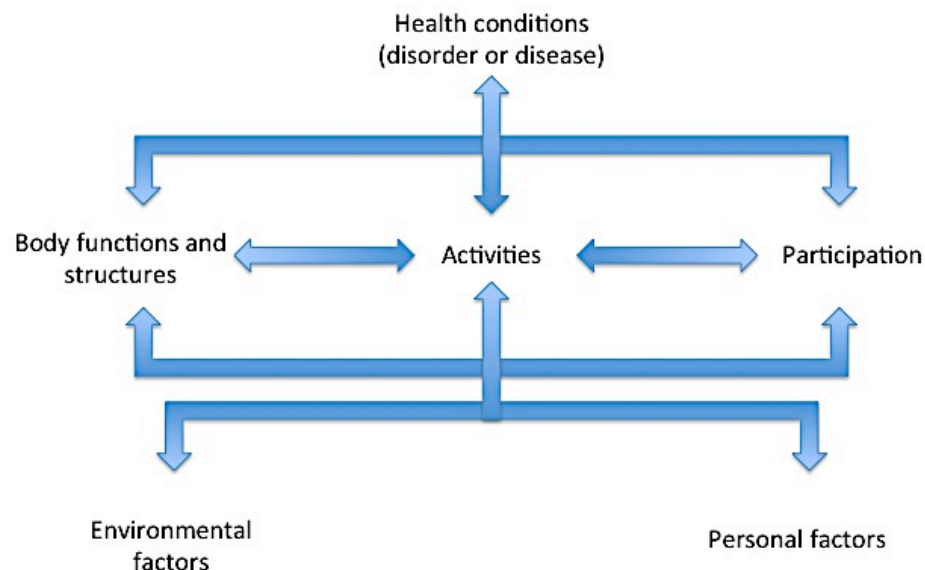 Health conditions
(disorder or disease)
Body functions and
structures
Activities
Participation
Environmental
factors
Personal factors